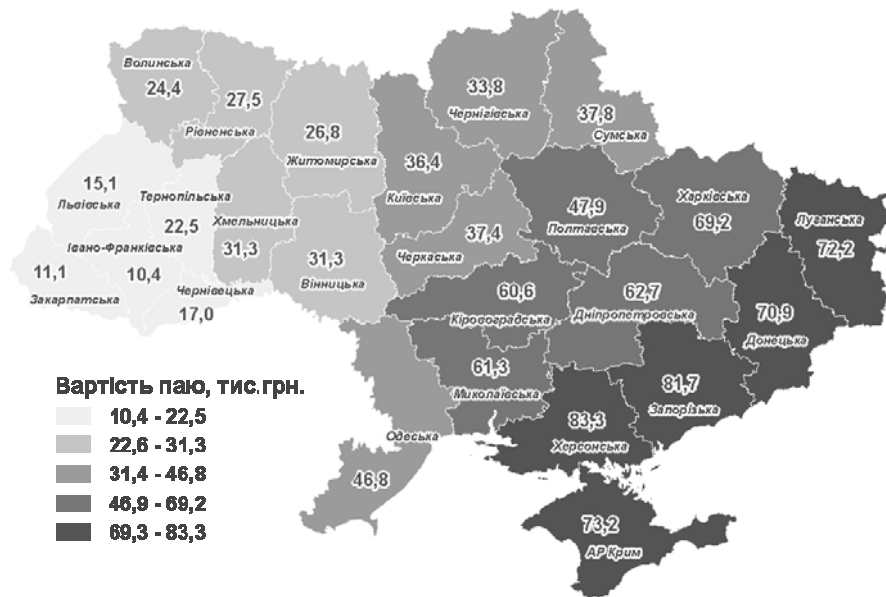 Волинська
24,4
27,5
Рівненська
26,8
Житомирська
33,8
Чернігівська
37,8
Сумська
36,4
Київська
15,1
Львівська
Тернопільська
22,5
Хмельницька
31,3
Івано-Франківська
10,4
11,1
Закарпатська
Чернівецька
17,0
31,3
Вінницька
37,4
Черкаська
47,9
Полтавська
Харківська
69,2
Луганська
72,2
60,6
Кіровоградська
62,7
Дніпропетровська
70,9
Донецька
61,3
Миколаївська
81,7
Запорізька
83,3
Херсонська
Одеська
46,8
73,2
АР Крим
Вартість паю, тис.грн.
10,4 - 22,5
22,6 - 31,3
31,4 - 46,8
46,9 - 69,2
69,3 - 83,3